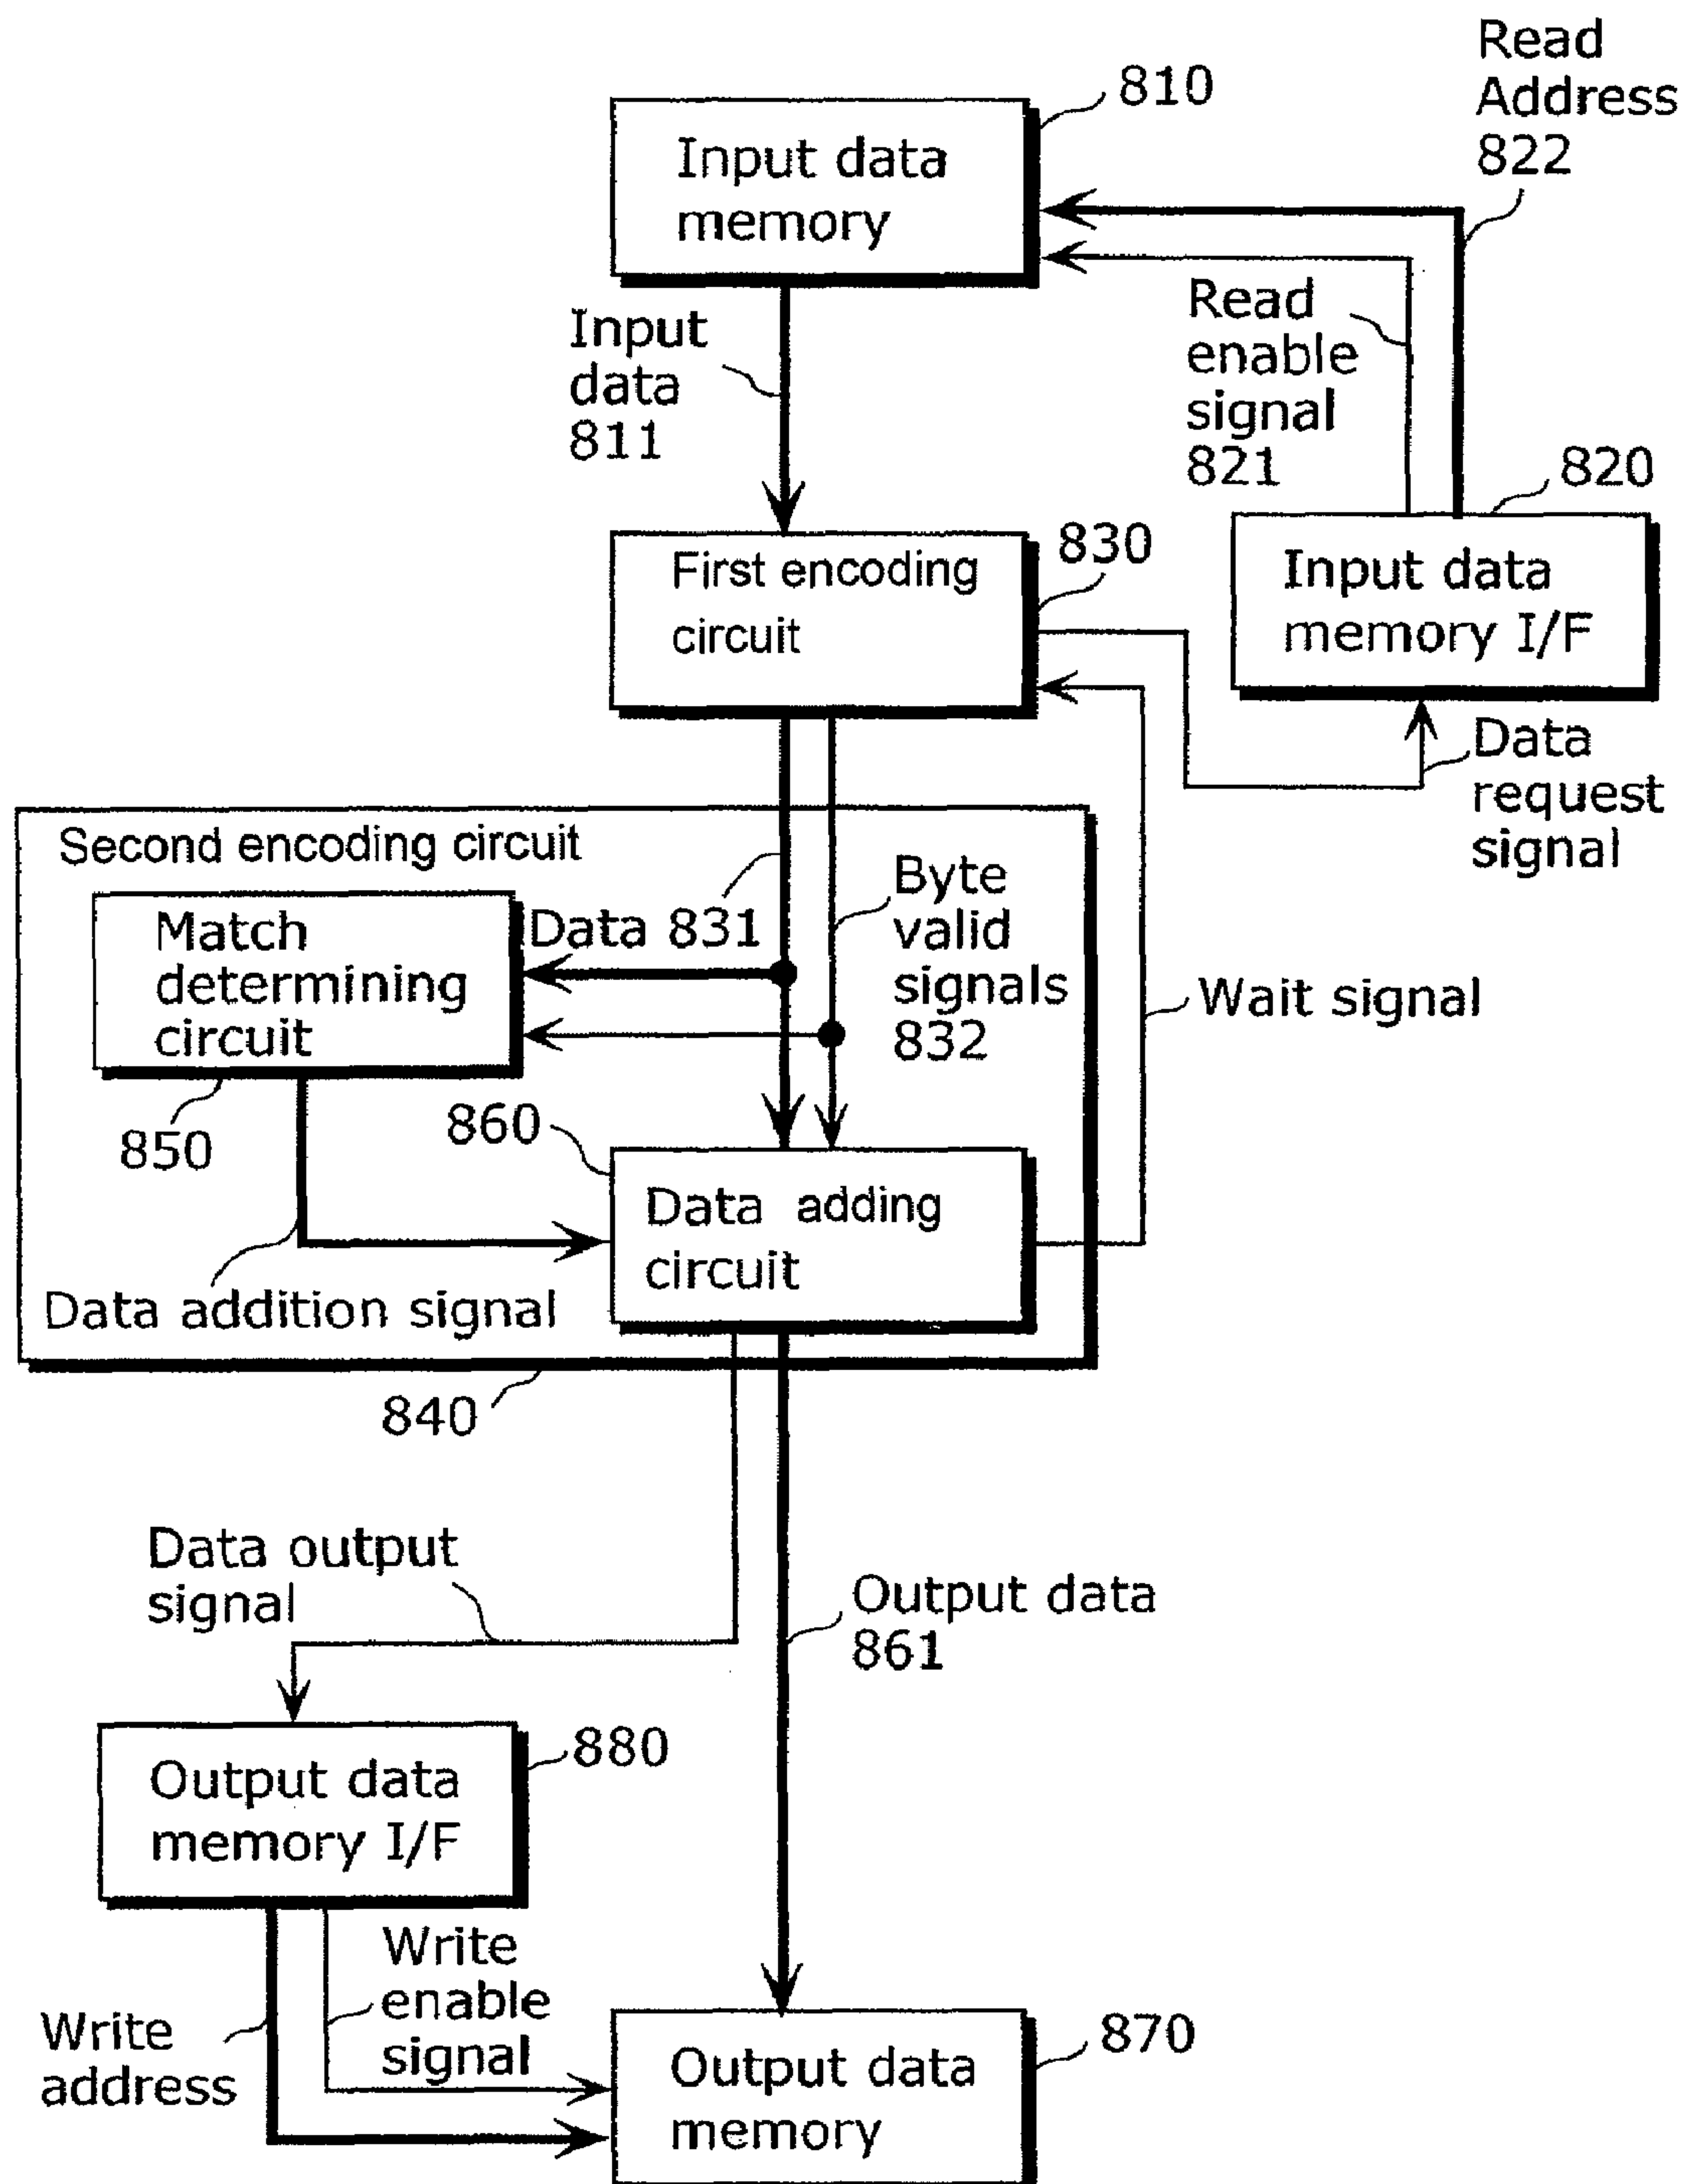 Read
Address
822
810
Input data
memory
Input
data
811
Read
enable
signal
821
820
Input data
memory I/F
830
First encoding
circuit
Data
request
signal
Second encoding circuit
Match
determining
circuit
Data 831
Byte
valid
signals
832
Wait signal
850
860
Data adding
circuit
Data addition signal
840
Data output
signal
Output data
861
880
Output data
memory I/F
Write
enable
signal
Write
address
870
Output data
memory